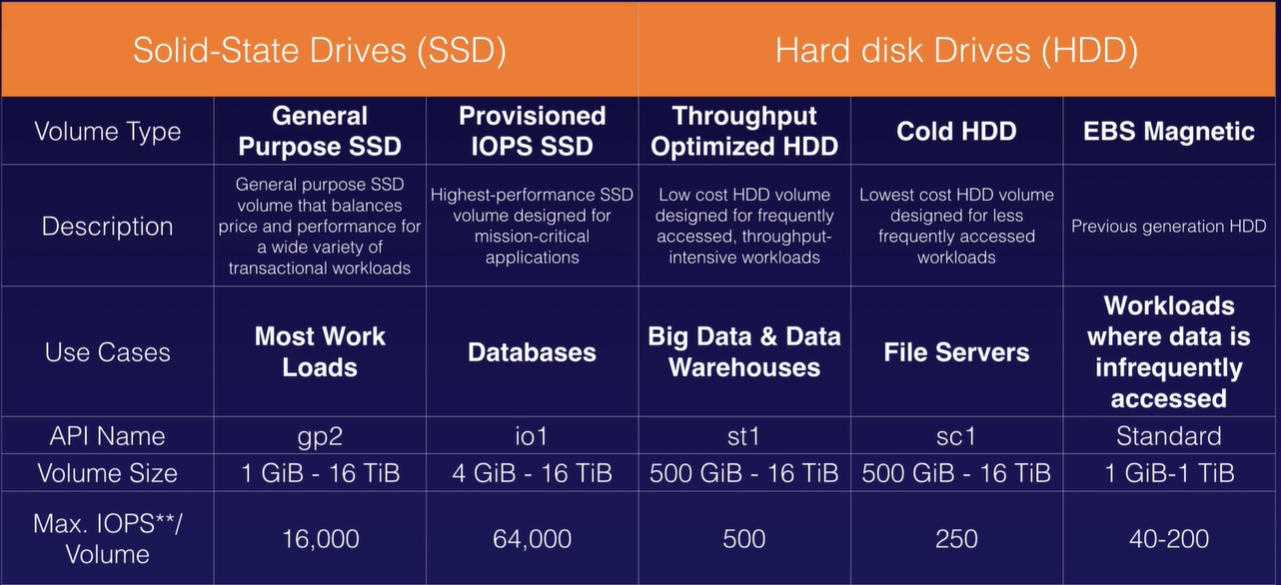 Solid-State Drives (SSD)
Hard disk Drives (HDD)
Volume Type
General
Purpose SSD
Provisioned
IOPS SSD
Throughput
Optimized HDD
Cold HDD
EBS Magnetic
Description
General purpose SSD
volume that balances
price and performance for
a wide variety of
transactional workloads
Highest-performance SSD
volume designed for
mission-critical
applications
Low cost HDD volume
designed for frequently
accessed, throughput-
intensive workloads
Lowest cost HDD volume
designed for less
frequently accessed
workloads
Previous generation HDD
Use Cases
Most Work
Loads
Databases
Big Data & Data
Warehouses
File Servers
Workloads
where data is
infrequently
accessed
API Name
gp2
io1
st1
sc1
Standard
Volume Size
1 GiB - 16 TiB
4 GiB - 16 TiB
500 GiB - 16 TiB
500 GiB - 16 TiB
1 GiB-1 TiB
Max. IOPS**/
Volume
16,000
64,000
500
250
40-200